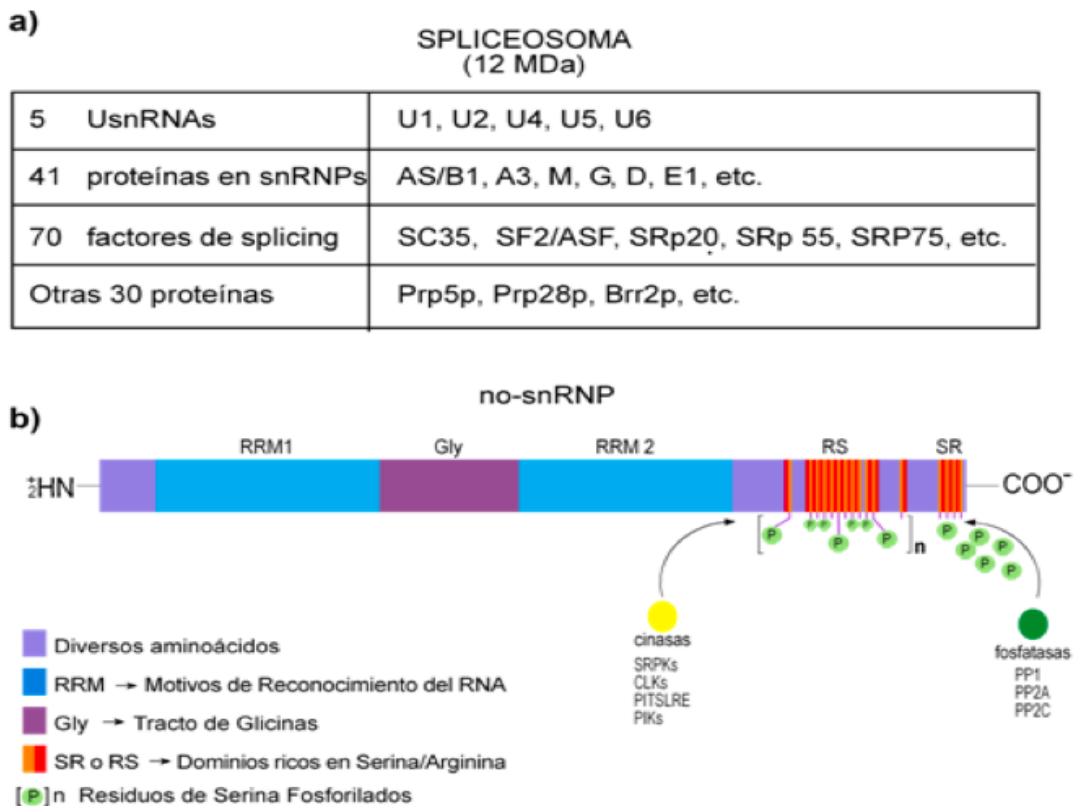 a)
SPLICEOSOMA
(12 MDa)
5 UsnRNAs U1, U2, U4, U5, U6
41 proteínas en snRNPs AS/B1, A3, M, G, D, E1, etc.
70 factores de splicing SC35, SF2/ASF, SRp20, SRp 55, SRP75, etc.
Otras 30 proteínas Prp5p, Prp28p, Brr2p, etc.
no-snRNP
b)
RRM1 Gly RRM 2 RS SR
+2HN COO-
[ P P P P P P P ]n P P P P P P P
cinasas
SRPKs
CLKs
PITSLRE
PIKs
fosfatasas
PP1
PP2A
PP2C
Diversos aminoácidos
RRM → Motivos de Reconocimiento del RNA
Gly → Tracto de Glicinas
SR o RS → Dominios ricos en Serina/Arginina
[P]n Residuos de Serina Fosforilados